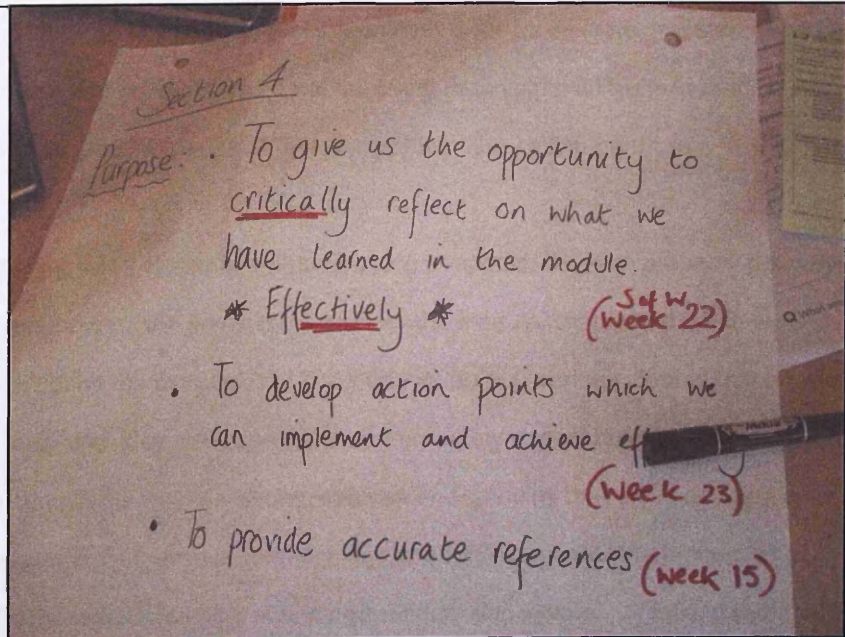 Section 4
Purpose: • To give us the opportunity to
critically reflect on what we
have learned in the module.
* Effectively *
(S of W
Week 22)
• To develop action points which we
can implement and achieve
(Week 23)
• To provide accurate references (Week 15)